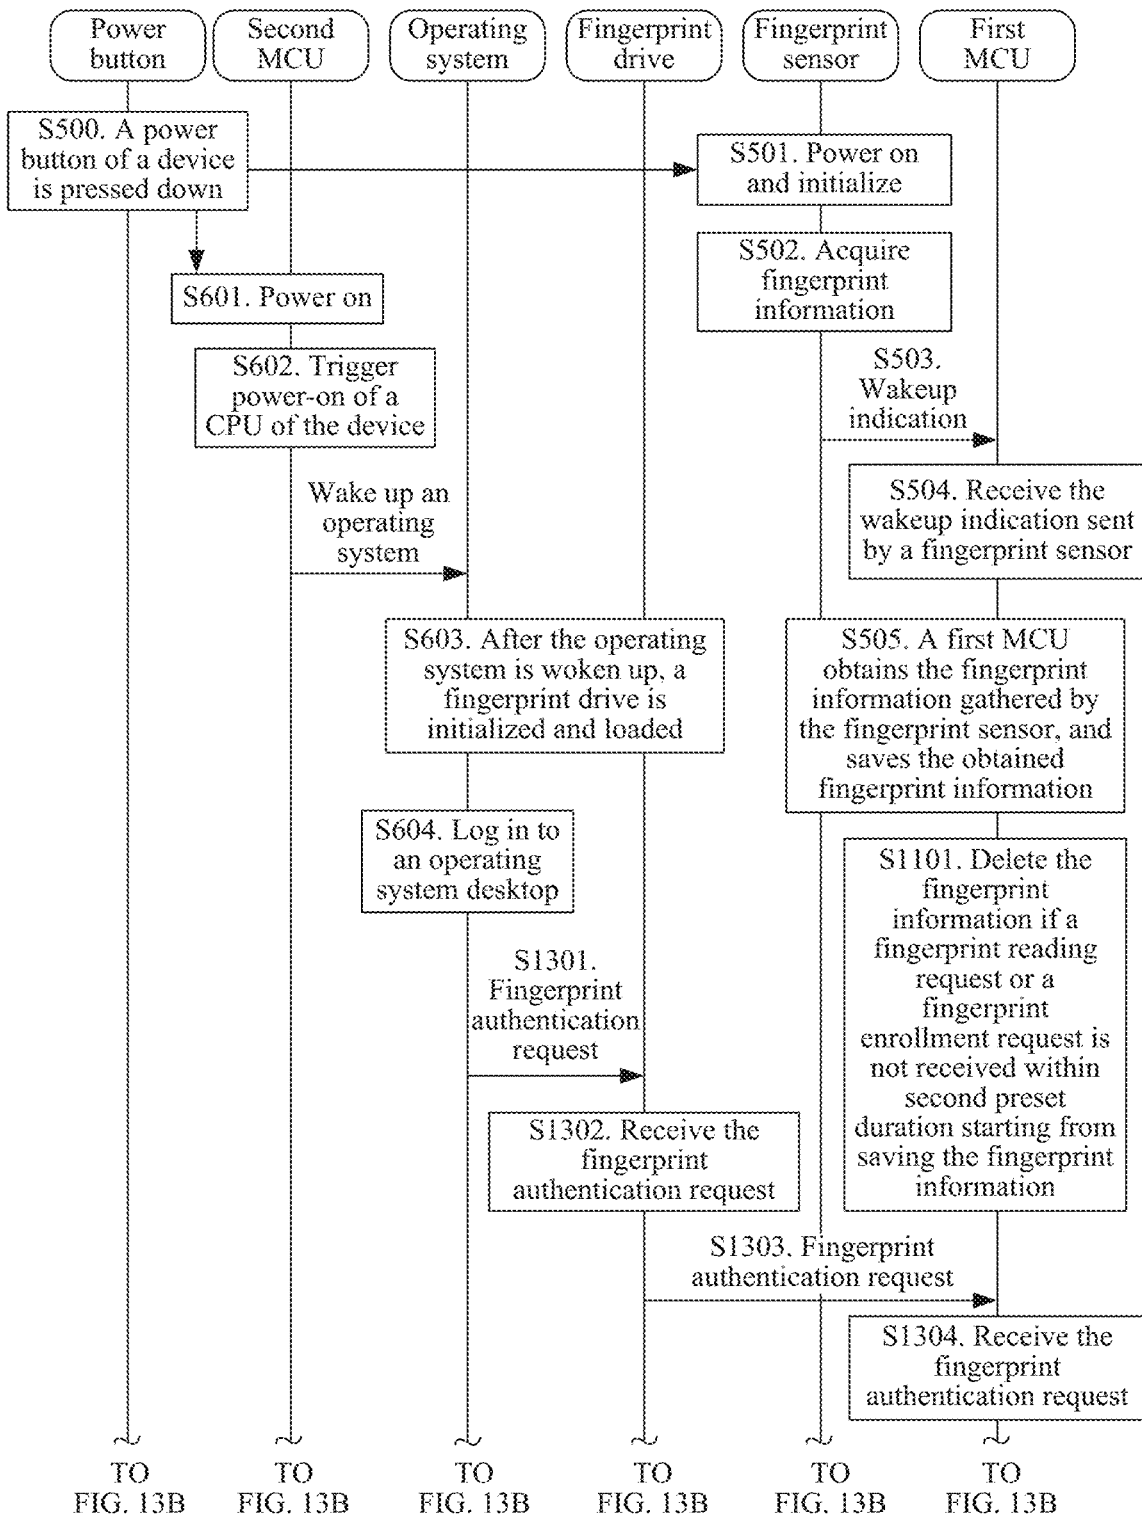 Power
button
Second
MCU
Operating
system
Fingerprint
drive
Fingerprint
sensor
First
MCU
S500. A power
button of a device
is pressed down
S501. Power on
and initialize
S502. Acquire
fingerprint
information
S601. Power on
S602. Trigger
power-on of a
CPU of the device
S503.
Wakeup
indication
Wake up an
operating
system
S504. Receive the
wakeup indication sent
by a fingerprint sensor
S603. After the operating
system is woken up, a
fingerprint drive is
initialized and loaded
S505. A first MCU
obtains the fingerprint
information gathered by
the fingerprint sensor, and
saves the obtained
fingerprint information
S604. Log in to
an operating
system desktop
S1101. Delete the
fingerprint
information if a
fingerprint reading
request or a
fingerprint
enrollment request is
not received within
second preset
duration starting from
saving the fingerprint
information
S1301.
Fingerprint
authentication
request
S1302. Receive the
fingerprint
authentication request
S1303. Fingerprint
authentication request
S1304. Receive the
fingerprint
authentication request
TO
FIG. 13B
TO
FIG. 13B
TO
FIG. 13B
TO
FIG. 13B
TO
FIG. 13B
TO
FIG. 13B